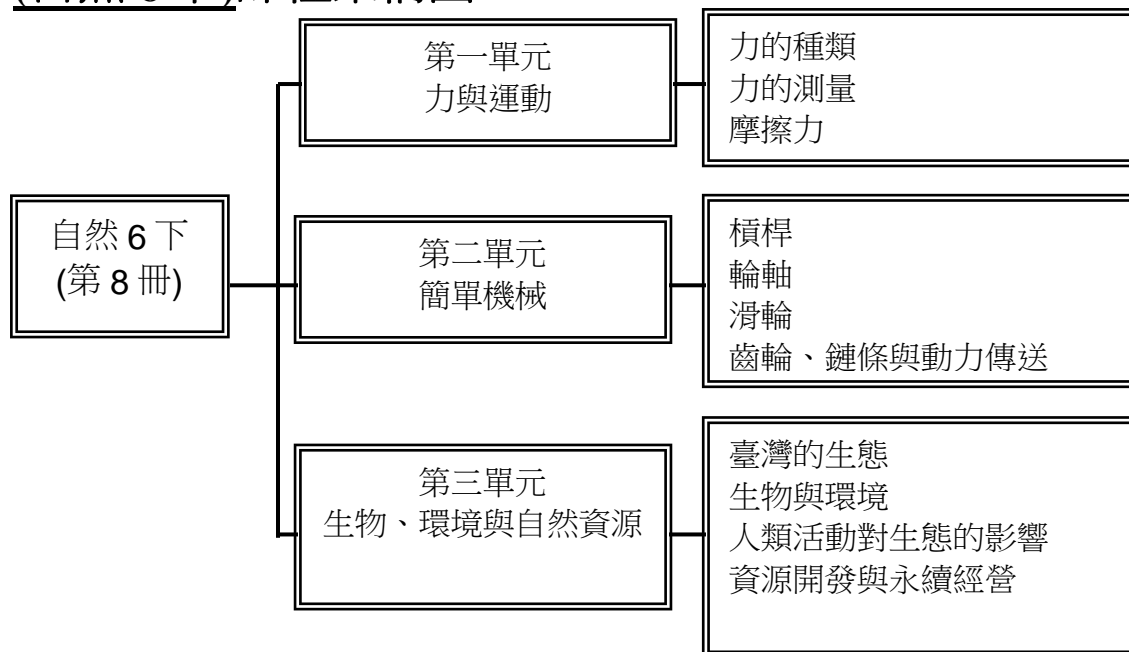 自然 6 下
(第 8 冊)
第一單元
力與運動
力的種類
力的測量
摩擦力
第二單元
簡單機械
槓桿
輪軸
滑輪
齒輪、鏈條與動力傳送
第三單元
生物、環境與自然資源
臺灣的生態
生物與環境
人類活動對生態的影響
資源開發與永續經營